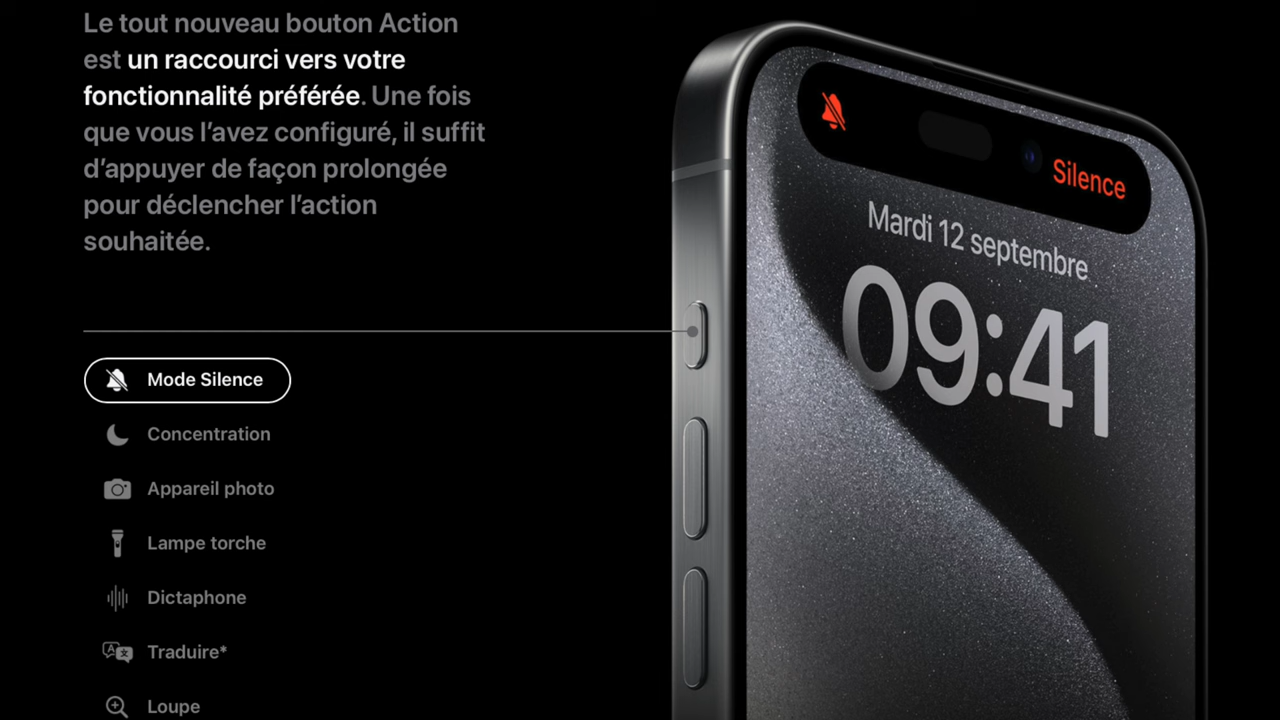 Le tout nouveau bouton Action
est un raccourci vers votre
fonctionnalité préférée. Une fois
que vous l’avez configuré, il suffit
d’appuyer de façon prolongée
pour déclencher l’action
souhaitée.
Mode Silence
Concentration
Appareil photo
Lampe torche
Dictaphone
Traduire*
Loupe
Silence
Mardi 12 septembre
09:41